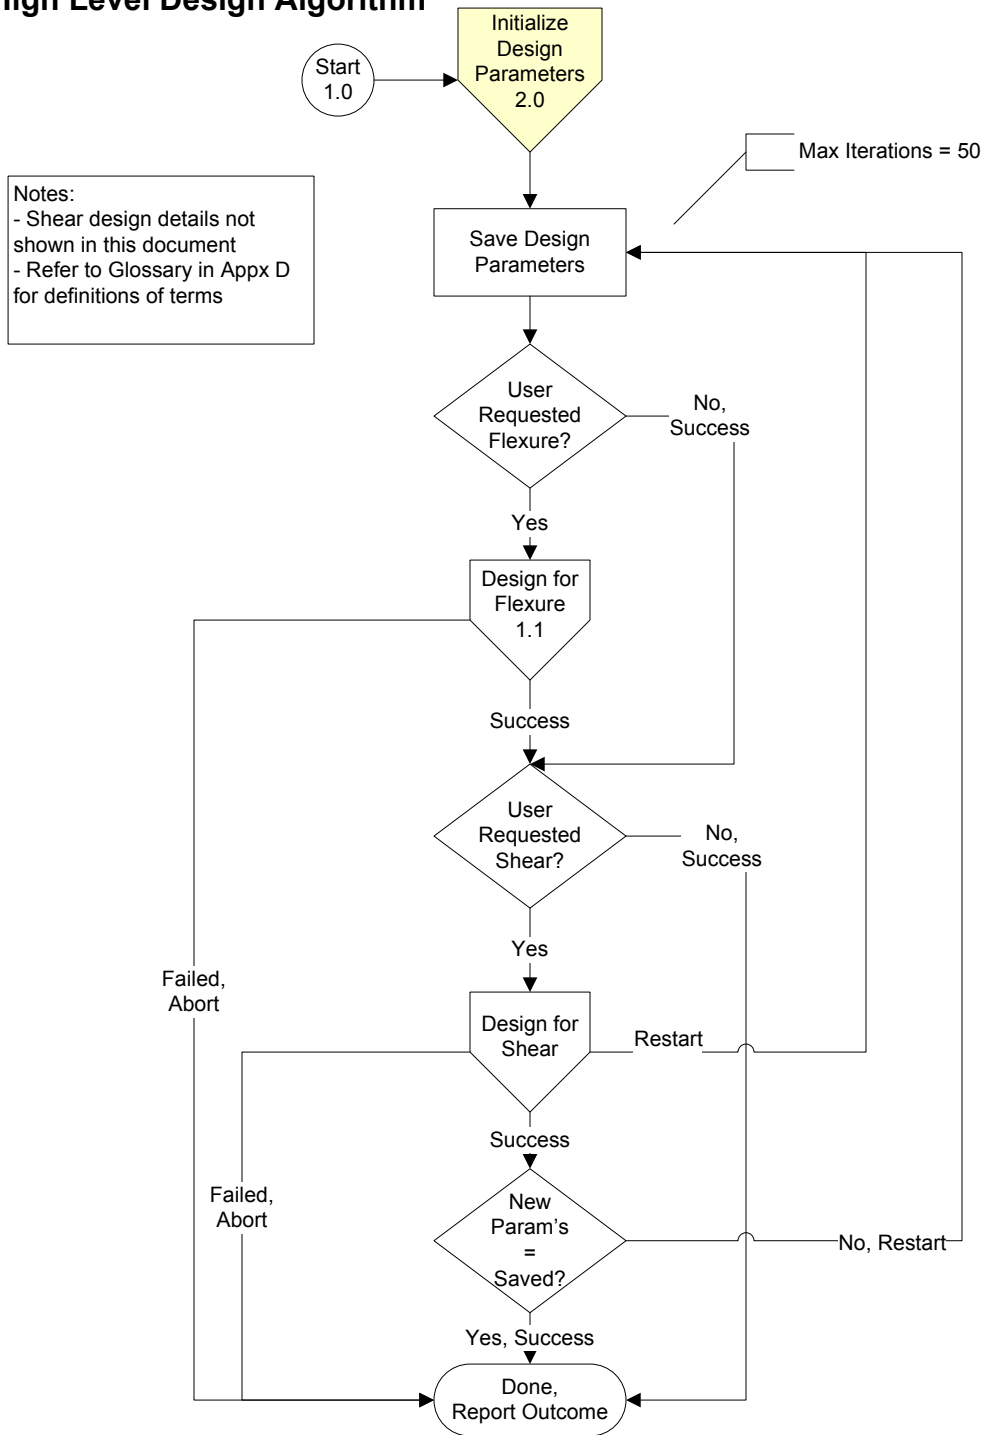 High Level Design Algorithm
Initialize
Design
Parameters
2.0
Start
1.0
Max Iterations = 50
Notes:
- Shear design details not
shown in this document
- Refer to Glossary in Appx D
for definitions of terms
Save Design
Parameters
User
Requested
Flexure?
No,
Success
Yes
Design for
Flexure
1.1
Success
User
Requested
Shear?
No,
Success
Yes
Failed,
Abort
Design for
Shear
Restart
Success
Failed,
Abort
New
Param's
=
Saved?
No, Restart
Yes, Success
Done,
Report Outcome